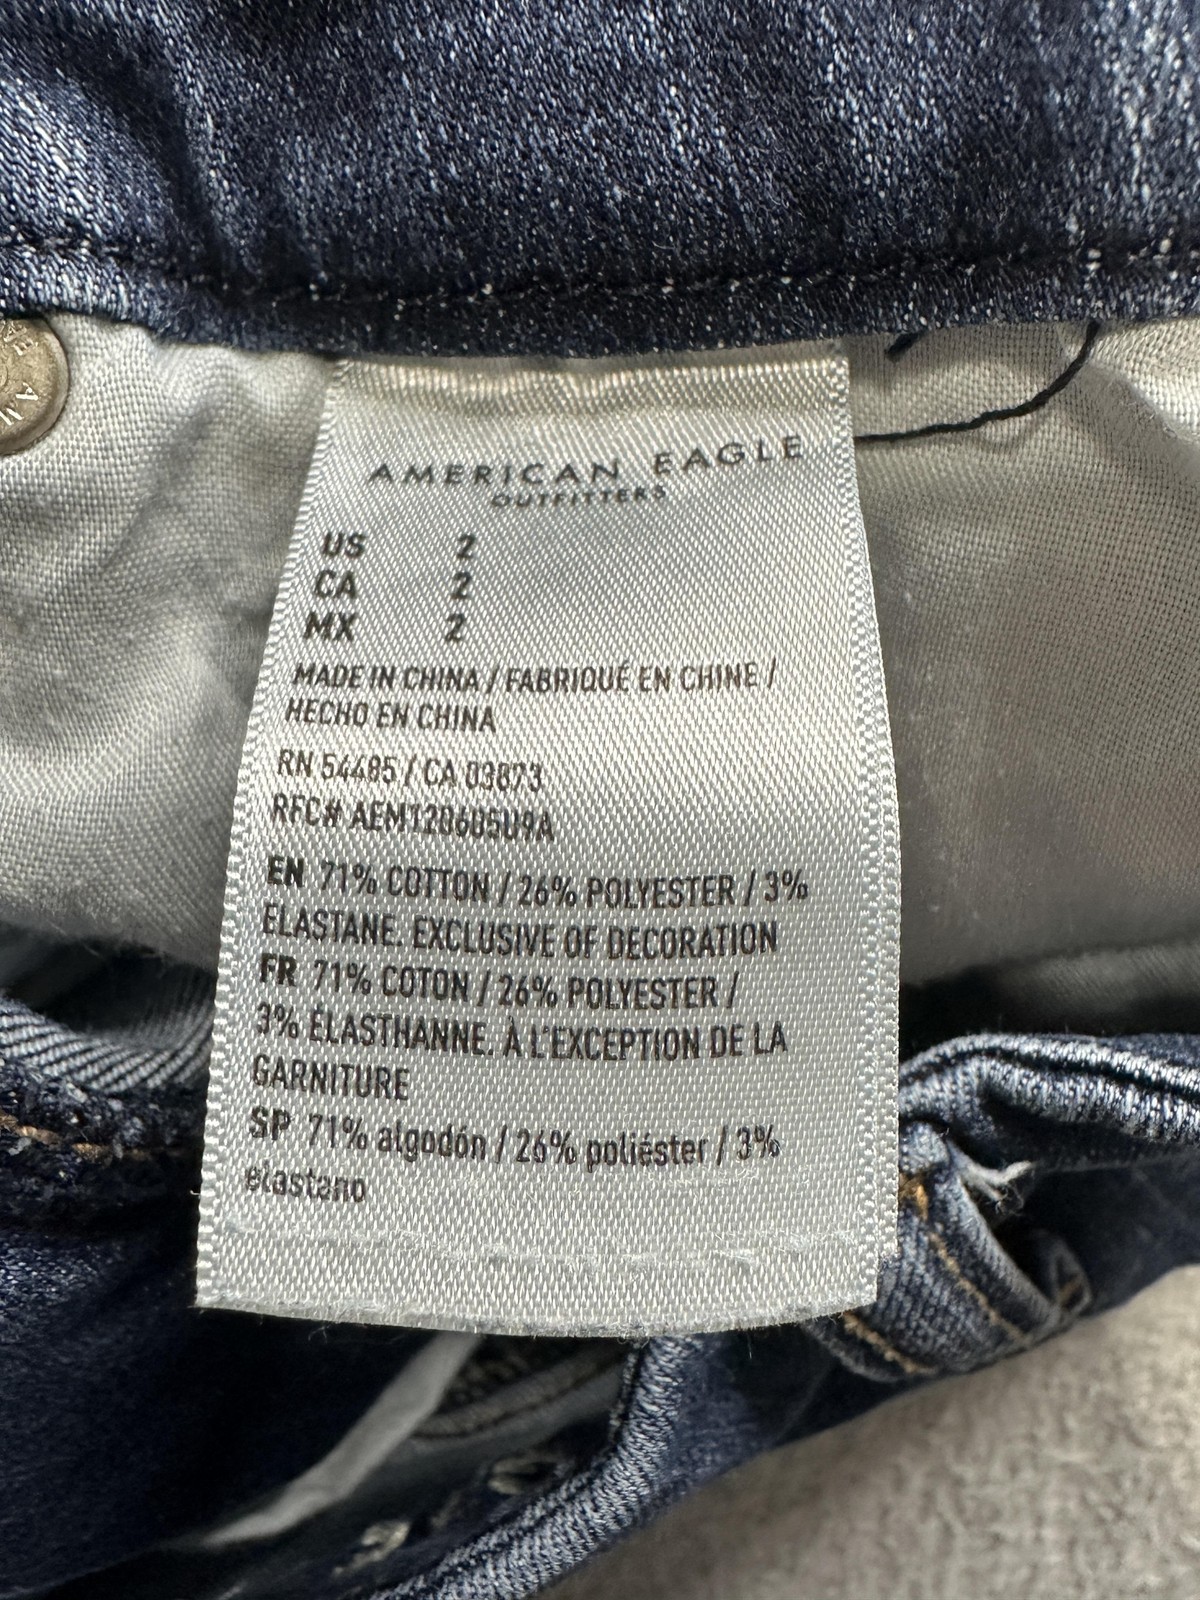 AMERICAN EAGLE
OUTFITTERS
US 2
CA 2
MX 2
MADE IN CHINA / FABRIQUÉ EN CHINE /
HECHO EN CHINA
RN 54485 / CA 03873
RFC# AEM120605U9A
EN 71% COTTON / 26% POLYESTER / 3%
ELASTANE. EXCLUSIVE OF DECORATION
FR 71% COTON / 26% POLYESTER /
3% ÉLASTHANNE. À L'EXCEPTION DE LA
GARNITURE
SP 71% algodón / 26% poliéster / 3%
elastano